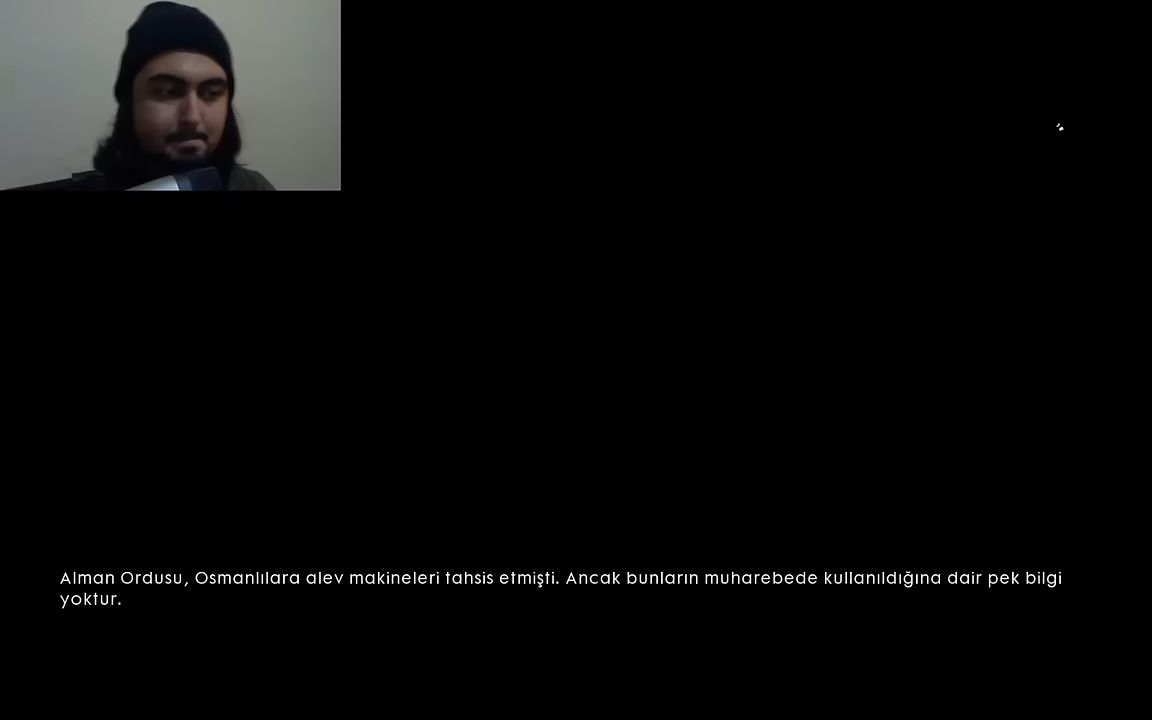 Alman Ordusu, Osmanlılara alev makineleri tahsis etmişti. Ancak bunların muharebede kullanıldığına dair pek bilgi
yoktur.